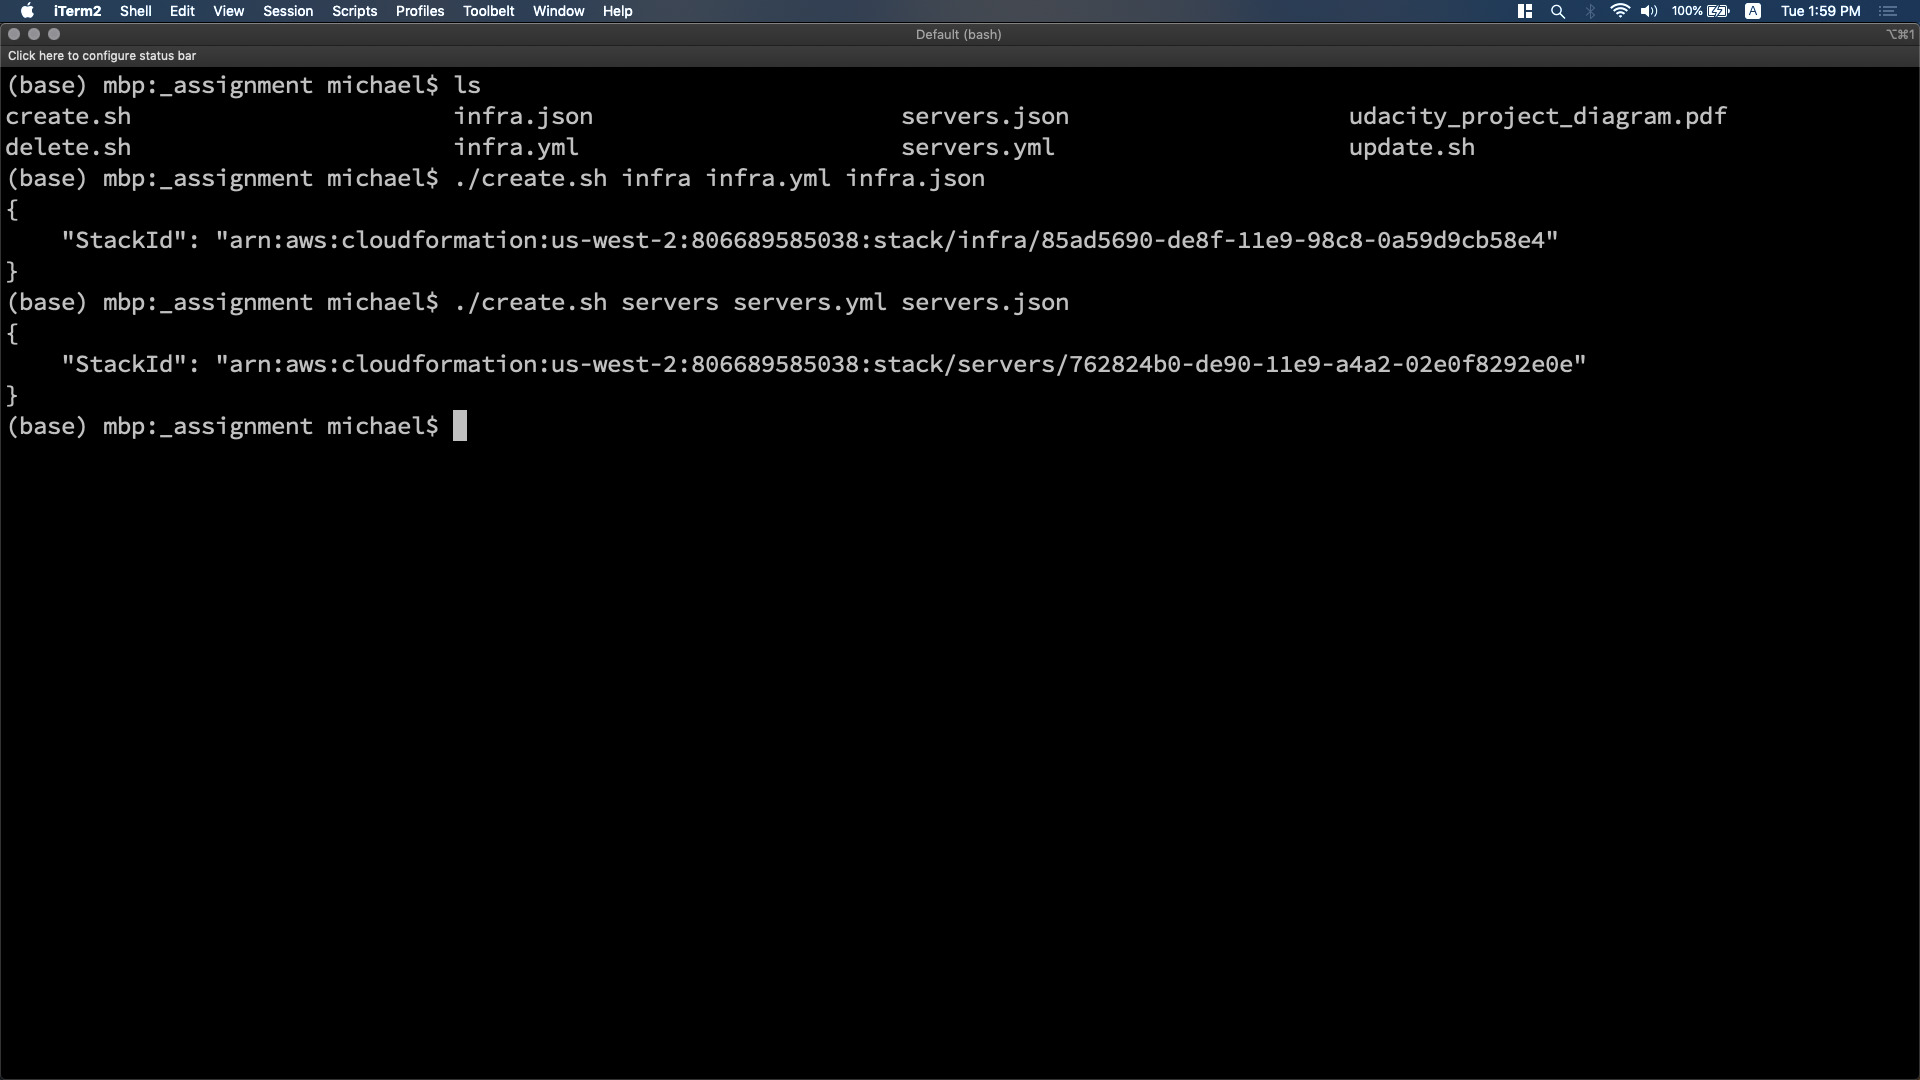 iTerm2 Shell Edit View Session Scripts Profiles Toolbelt Window Help 100% A Tue 1:59 PM
Default (bash) ⌥⌘1
Click here to configure status bar
(base) mbp:_assignment michael$ ls
create.sh infra.json servers.json udacity_project_diagram.pdf
delete.sh infra.yml servers.yml update.sh
(base) mbp:_assignment michael$ ./create.sh infra infra.yml infra.json
{
    "StackId": "arn:aws:cloudformation:us-west-2:806689585038:stack/infra/85ad5690-de8f-11e9-98c8-0a59d9cb58e4"
}
(base) mbp:_assignment michael$ ./create.sh servers servers.yml servers.json
{
    "StackId": "arn:aws:cloudformation:us-west-2:806689585038:stack/servers/762824b0-de90-11e9-a4a2-02e0f8292e0e"
}
(base) mbp:_assignment michael$